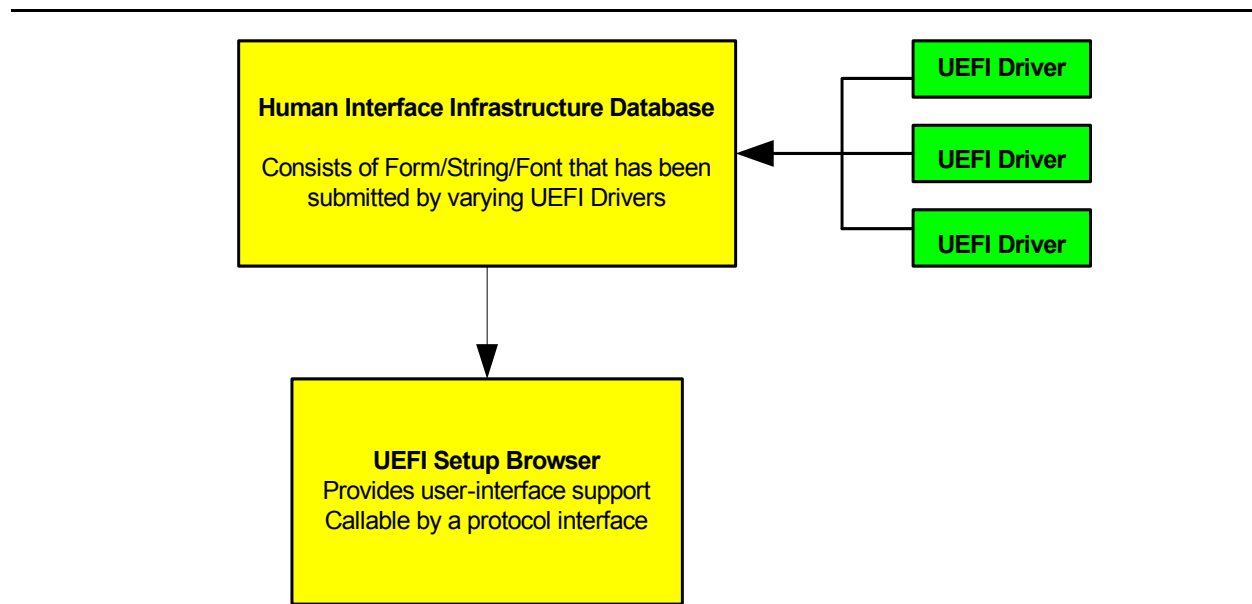 Human Interface Infrastructure Database
Consists of Form/String/Font that has been
submitted by varying UEFI Drivers
UEFI Driver
UEFI Driver
UEFI Driver
UEFI Setup Browser
Provides user-interface support
Callable by a protocol interface